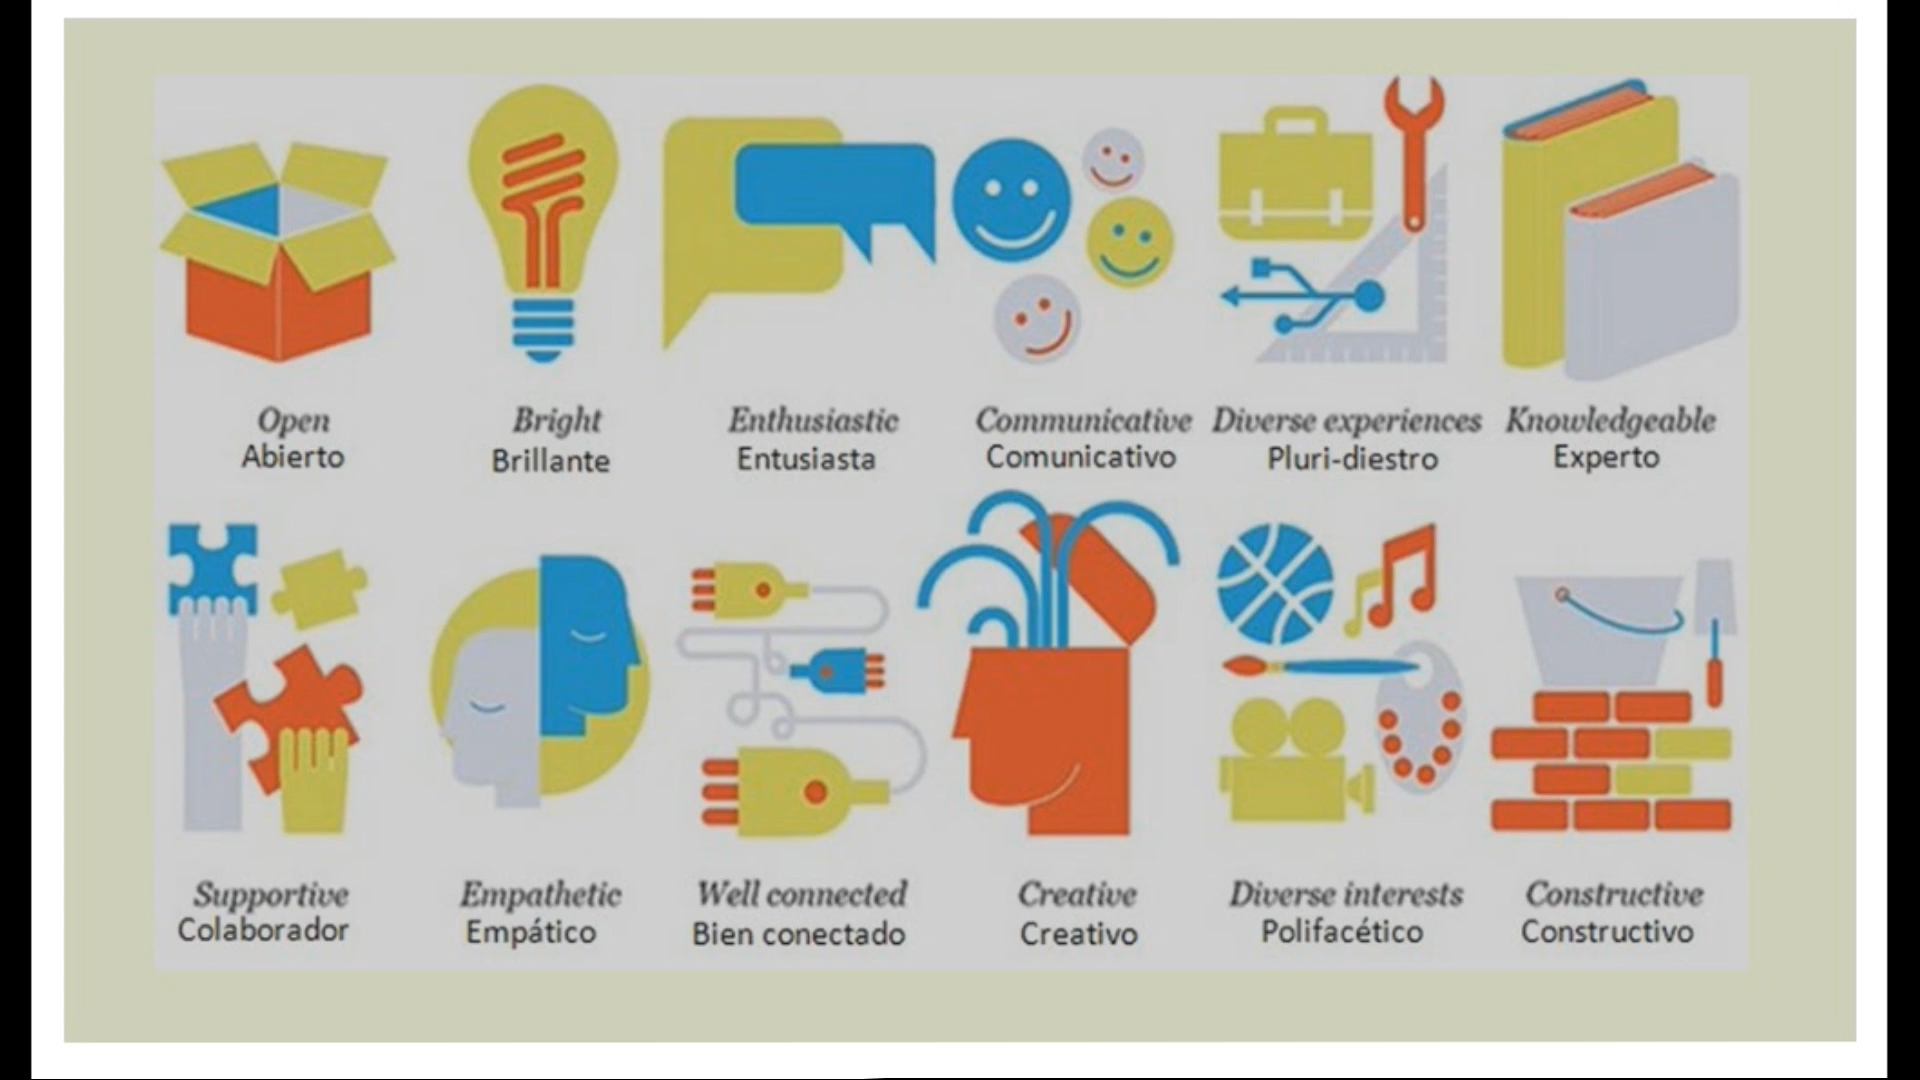 Open
Abierto
Bright
Brillante
Enthusiastic
Entusiasta
Communicative
Comunicativo
Diverse experiences
Pluri-diestro
Knowledgeable
Experto
Supportive
Colaborador
Empathetic
Empático
Well connected
Bien conectado
Creative
Creativo
Diverse interests
Polifacético
Constructive
Constructivo